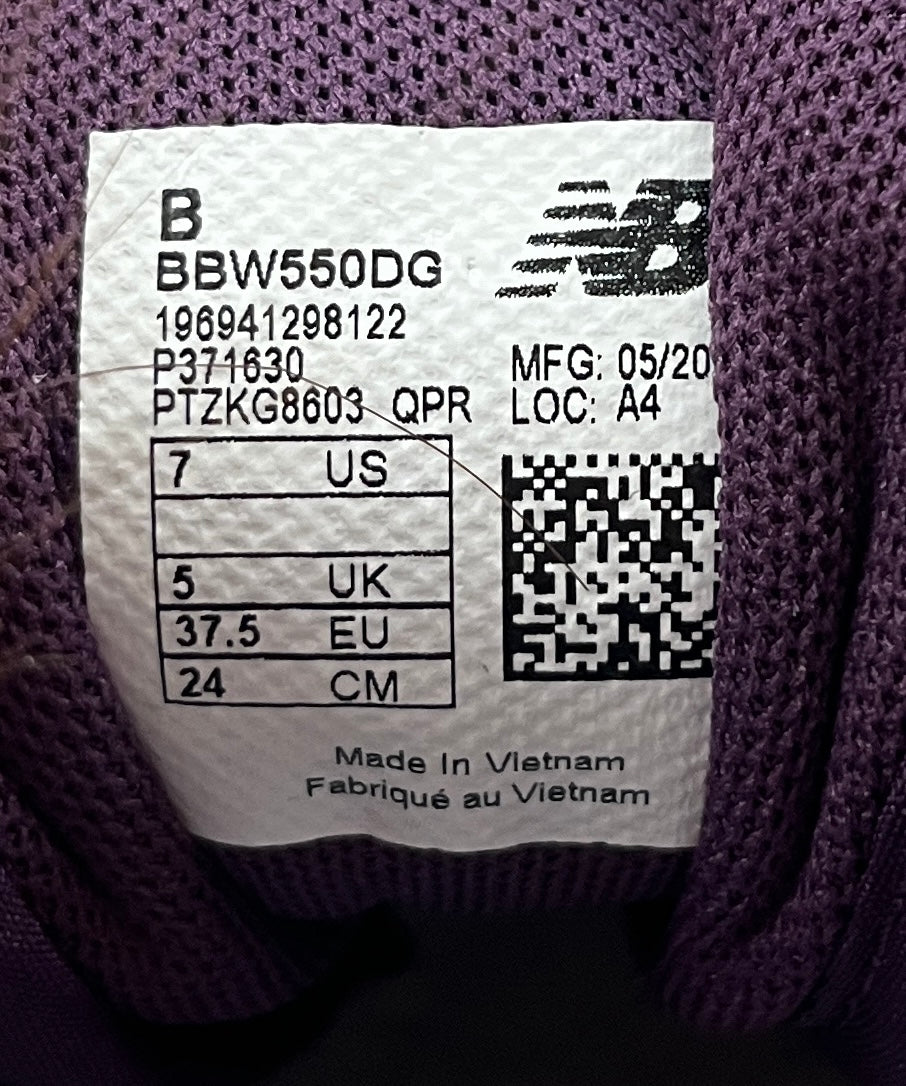 B
BBW550DG
196941298122
P371630
PTZKG8603 QPR
NB
MFG: 05/20
LOC: A4
7 US
5 UK
37.5 EU
24 CM
Made In Vietnam
Fabriqué au Vietnam